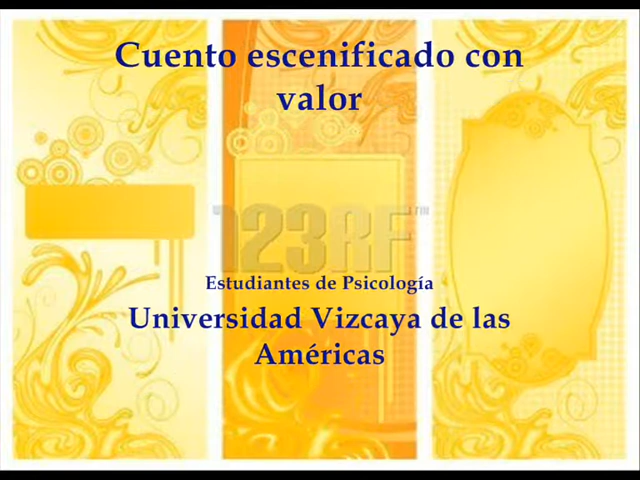 Cuento escenificado con
valor
123RF
Estudiantes de Psicología
Universidad Vizcaya de las
Américas